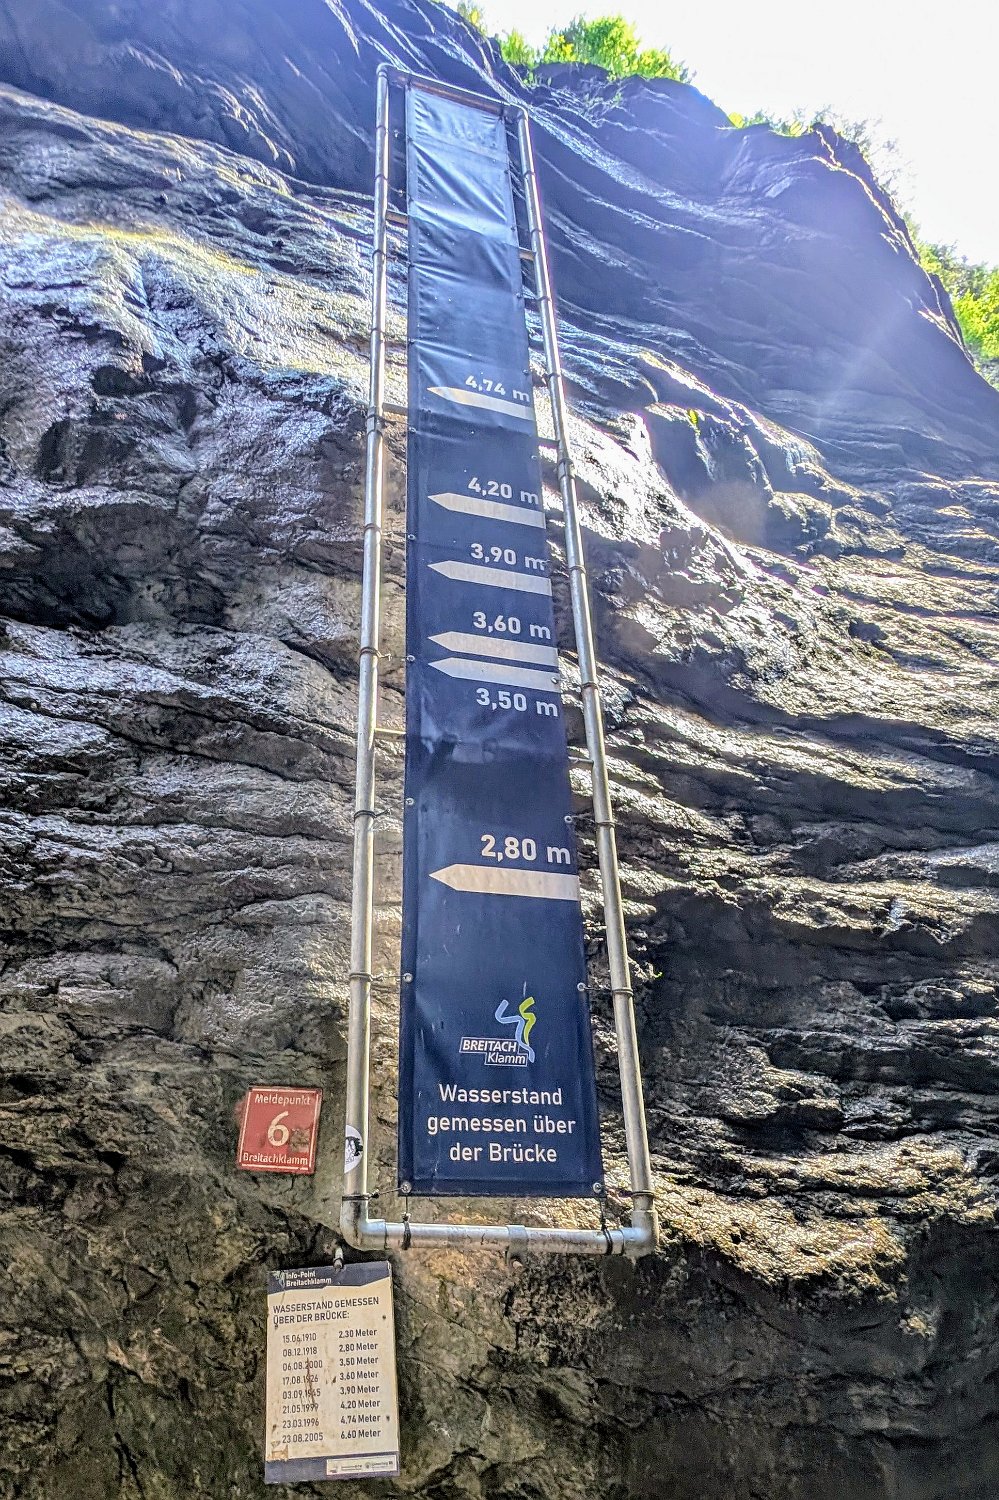 4,74 m
4,20 m
3,90 m
3,60 m
3,50 m
2,80 m
BREITACH
Klamm
Wasserstand
gemessen über
der Brücke
Meldepunkt
6
Breitachklamm
Info-Point
Breitachklamm
WASSERSTAND GEMESSEN
ÜBER DER BRÜCKE:
15.06.1910 2,30 Meter
08.12.1918 2,80 Meter
06.08.2000 3,50 Meter
17.08.1926 3,60 Meter
03.09.1945 3,90 Meter
21.05.1999 4,20 Meter
23.03.1996 4,74 Meter
23.08.2005 6,60 Meter